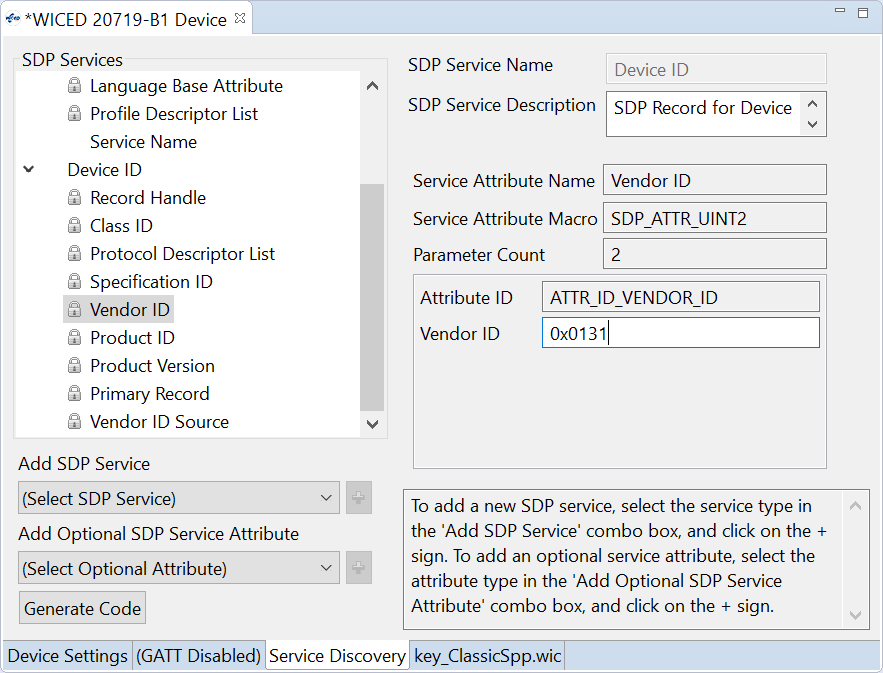 *WICED 20719-B1 Device
SDP Services
Language Base Attribute
Profile Descriptor List
Service Name
Device ID
Record Handle
Class ID
Protocol Descriptor List
Specification ID
Vendor ID
Product ID
Product Version
Primary Record
Vendor ID Source
Add SDP Service
(Select SDP Service)
Add Optional SDP Service Attribute
(Select Optional Attribute)
Generate Code
SDP Service Name
Device ID
SDP Service Description
SDP Record for Device
Service Attribute Name
Vendor ID
Service Attribute Macro
SDP_ATTR_UINT2
Parameter Count
2
Attribute ID
ATTR_ID_VENDOR_ID
Vendor ID
0x0131
To add a new SDP service, select the service type in
the 'Add SDP Service' combo box, and click on the +
sign. To add an optional service attribute, select the
attribute type in the 'Add Optional SDP Service
Attribute' combo box, and click on the + sign.
Device Settings
(GATT Disabled)
Service Discovery
key_ClassicSpp.wic